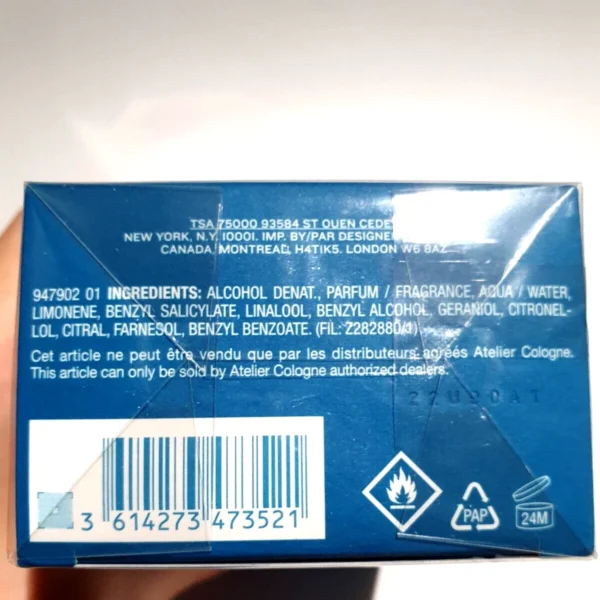 TSA 75000 93584 ST OUEN CEDE
NEW YORK, N.Y. 10001. IMP. BY/PAR DESIGNE
CANADA, MONTREAL, H4T1K5. LONDON W6 8AZ
947902 01 INGREDIENTS: ALCOHOL DENAT., PARFUM / FRAGRANCE, AQUA / WATER,
LIMONENE, BENZYL SALICYLATE, LINALOOL, BENZYL ALCOHOL, GERANIOL, CITRONEL-
LOL, CITRAL, FARNESOL, BENZYL BENZOATE. (FIL: Z282880/1)
Cet article ne peut être vendu que par les distributeurs agréés Atelier Cologne.
This article can only be sold by Atelier Cologne authorized dealers.
3 614273 473521
PAP
24M